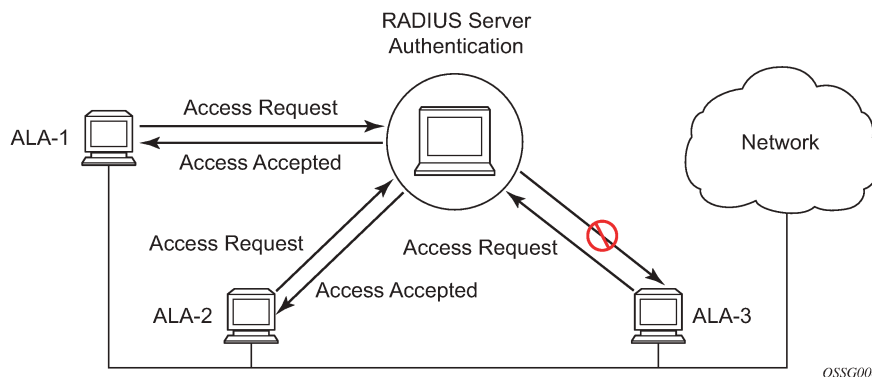 RADIUS Server
Authentication
Access Request
ALA-1
Access Accepted
Network
Access Request
Access Request
Access Accepted
ALA-2
ALA-3